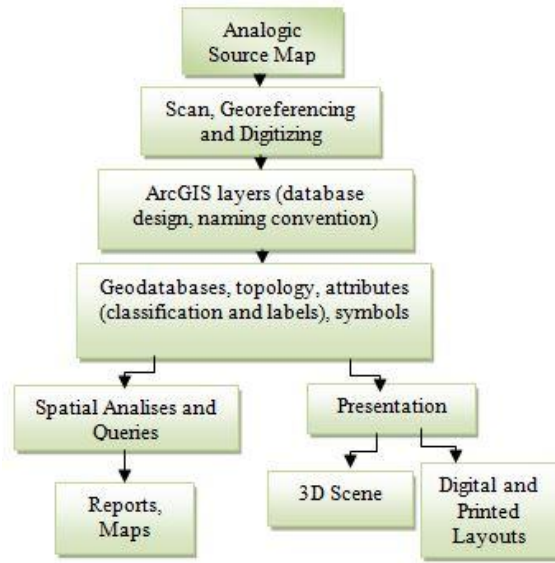 Analogic
Source Map
Scan, Georeferencing
and Digitizing
ArcGIS layers (database
design, naming convention)
Geodatabases, topology, attributes
(classification and labels), symbols
Spatial Analises and
Queries
Presentation
Reports,
Maps
3D Scene
Digital and
Printed
Layouts